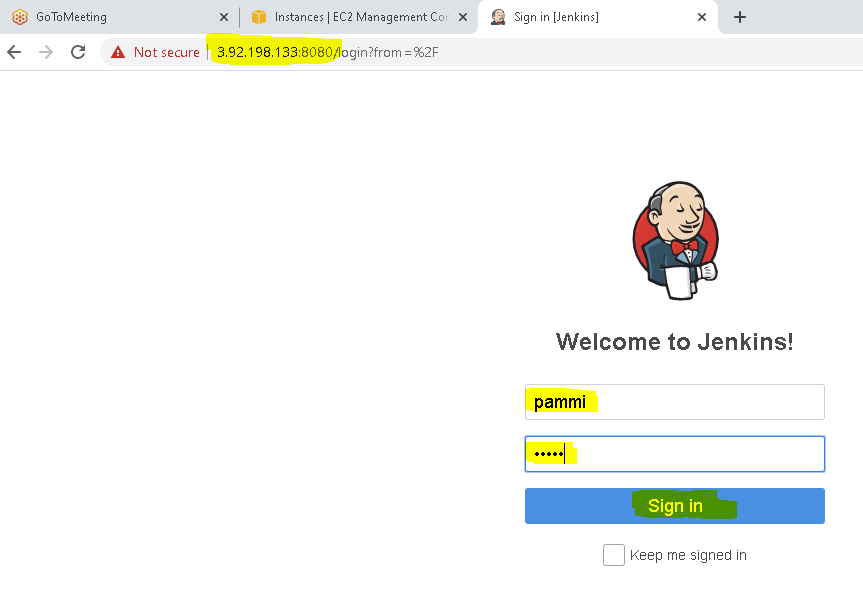 GoToMeeting
Instances | EC2 Management Con
Sign in [Jenkins]
Not secure | 3.92.198.133:8080/login?from=%2F
Welcome to Jenkins!
pammi
•••••
Sign in
Keep me signed in